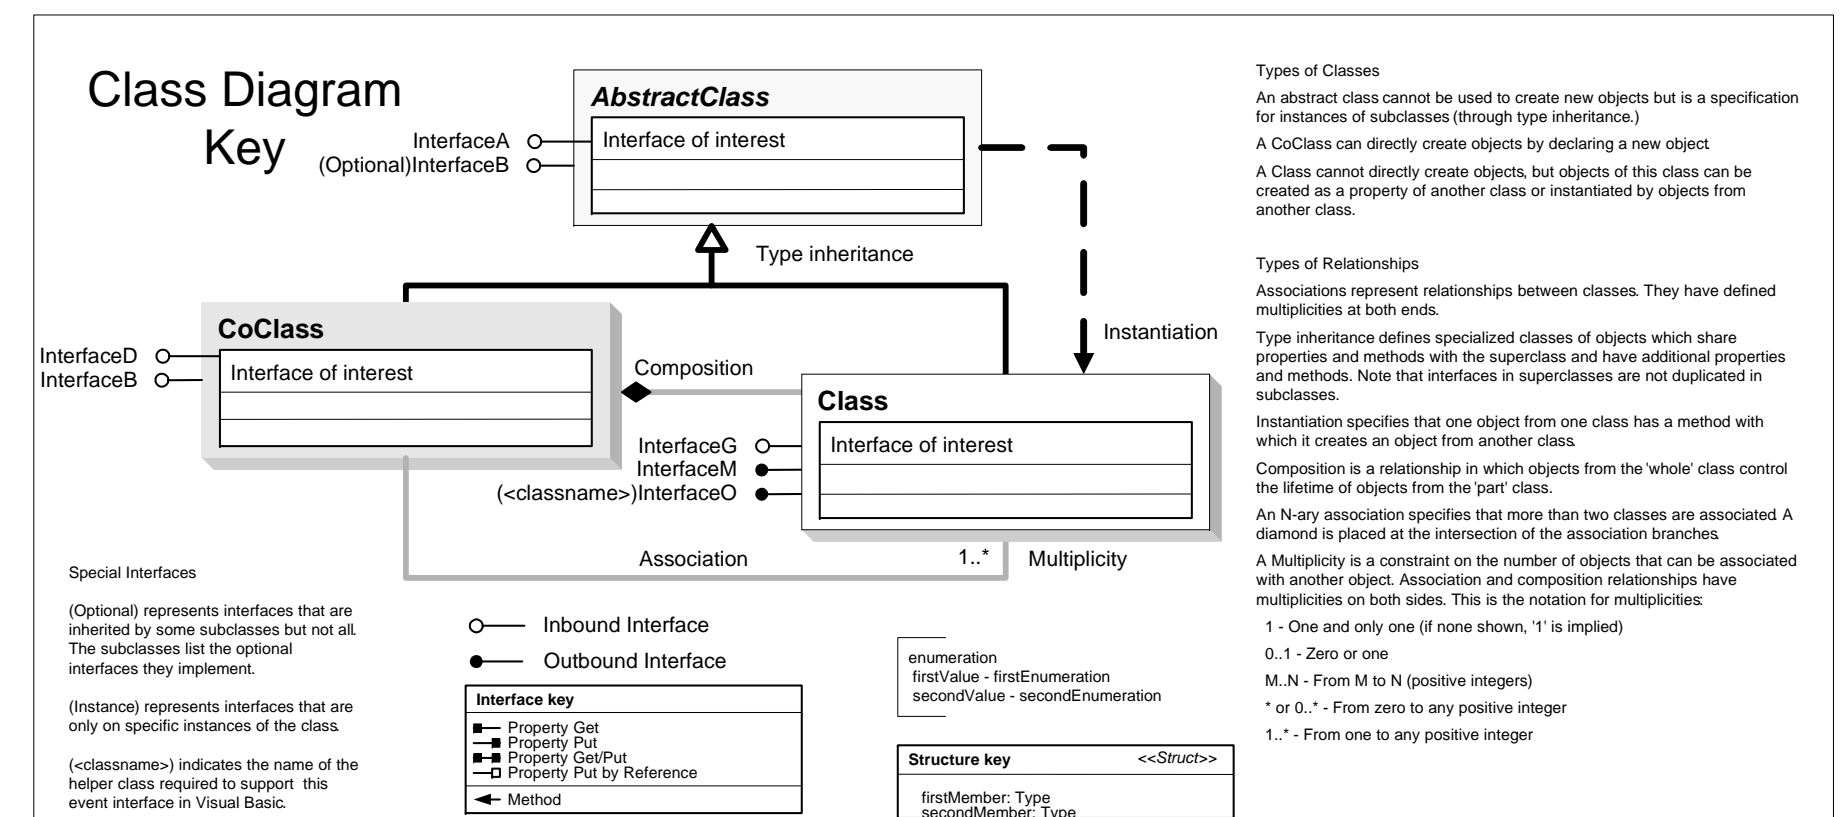 Class Diagram
Key
AbstractClass
Interface of interest
InterfaceA
(Optional)InterfaceB
Type inheritance
CoClass
Interface of interest
InterfaceD
InterfaceB
Composition
Instantiation
Class
Interface of interest
InterfaceG
InterfaceM
(<classname>)InterfaceO
Association
1..*
Multiplicity
Special Interfaces
(Optional) represents interfaces that are
inherited by some subclasses but not all.
The subclasses list the optional
interfaces they implement.
(Instance) represents interfaces that are
only on specific instances of the class.
(<classname>) indicates the name of the
helper class required to support this
event interface in Visual Basic.
Inbound Interface
Outbound Interface
Interface key
Property Get
Property Put
Property Get/Put
Property Put by Reference
Method
enumeration
firstValue - firstEnumeration
secondValue - secondEnumeration
Structure key <<Struct>>
firstMember: Type
secondMember: Type
Types of Classes
An abstract class cannot be used to create new objects but is a specification
for instances of subclasses (through type inheritance.)
A CoClass can directly create objects by declaring a new object.
A Class cannot directly create objects, but objects of this class can be
created as a property of another class or instantiated by objects from
another class.
Types of Relationships
Associations represent relationships between classes. They have defined
multiplicities at both ends.
Type inheritance defines specialized classes of objects which share
properties and methods with the superclass and have additional properties
and methods. Note that interfaces in superclasses are not duplicated in
subclasses.
Instantiation specifies that one object from one class has a method with
which it creates an object from another class.
Composition is a relationship in which objects from the 'whole' class control
the lifetime of objects from the 'part' class.
An N-ary association specifies that more than two classes are associated. A
diamond is placed at the intersection of the association branches.
A Multiplicity is a constraint on the number of objects that can be associated
with another object. Association and composition relationships have
multiplicities on both sides. This is the notation for multiplicities:
1 - One and only one (if none shown, '1' is implied)
0..1 - Zero or one
M..N - From M to N (positive integers)
* or 0..* - From zero to any positive integer
1..* - From one to any positive integer